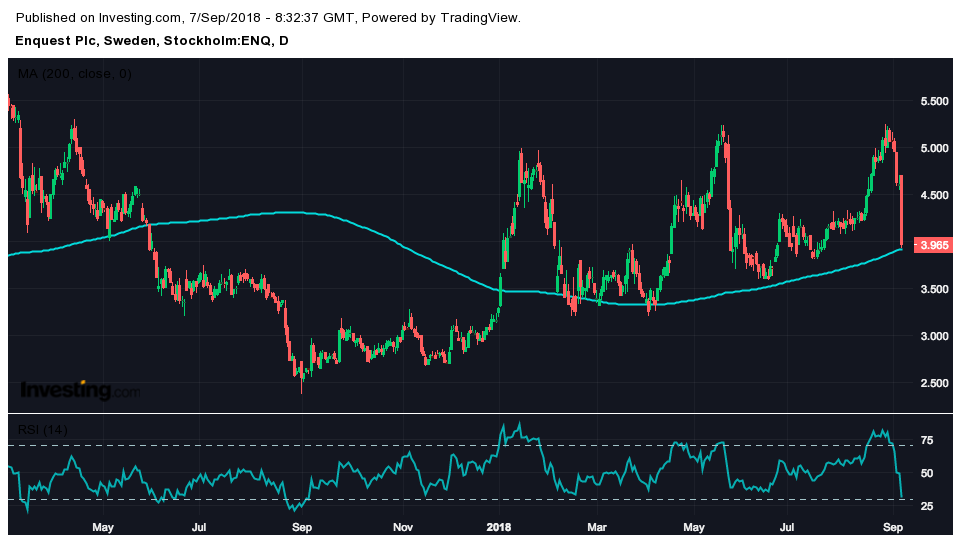 Published on Investing.com, 7/Sep/2018 - 8:32:37 GMT, Powered by TradingView.
Enquest Plc, Sweden, Stockholm:ENQ, D
MA (200, close, 0)
5.500
5.000
4.500
3.965
3.500
3.000
2.500
Investing.com
RSI (14)
75
50
25
May Jul Sep Nov 2018 Mar May Jul Sep